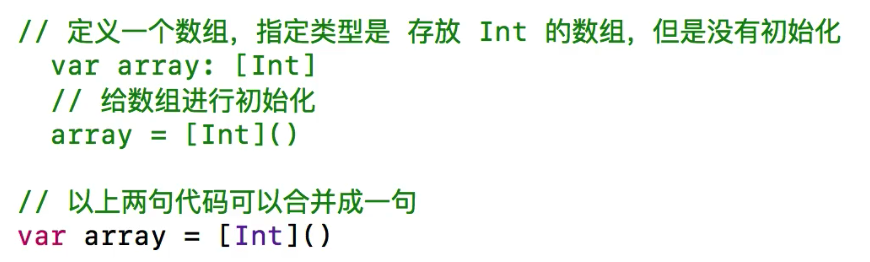 // 定义一个数组，指定类型是 存放 Int 的数组，但是没有初始化
var array: [Int]
// 给数组进行初始化
array = [Int]()
// 以上两句代码可以合并成一句
var array = [Int]()